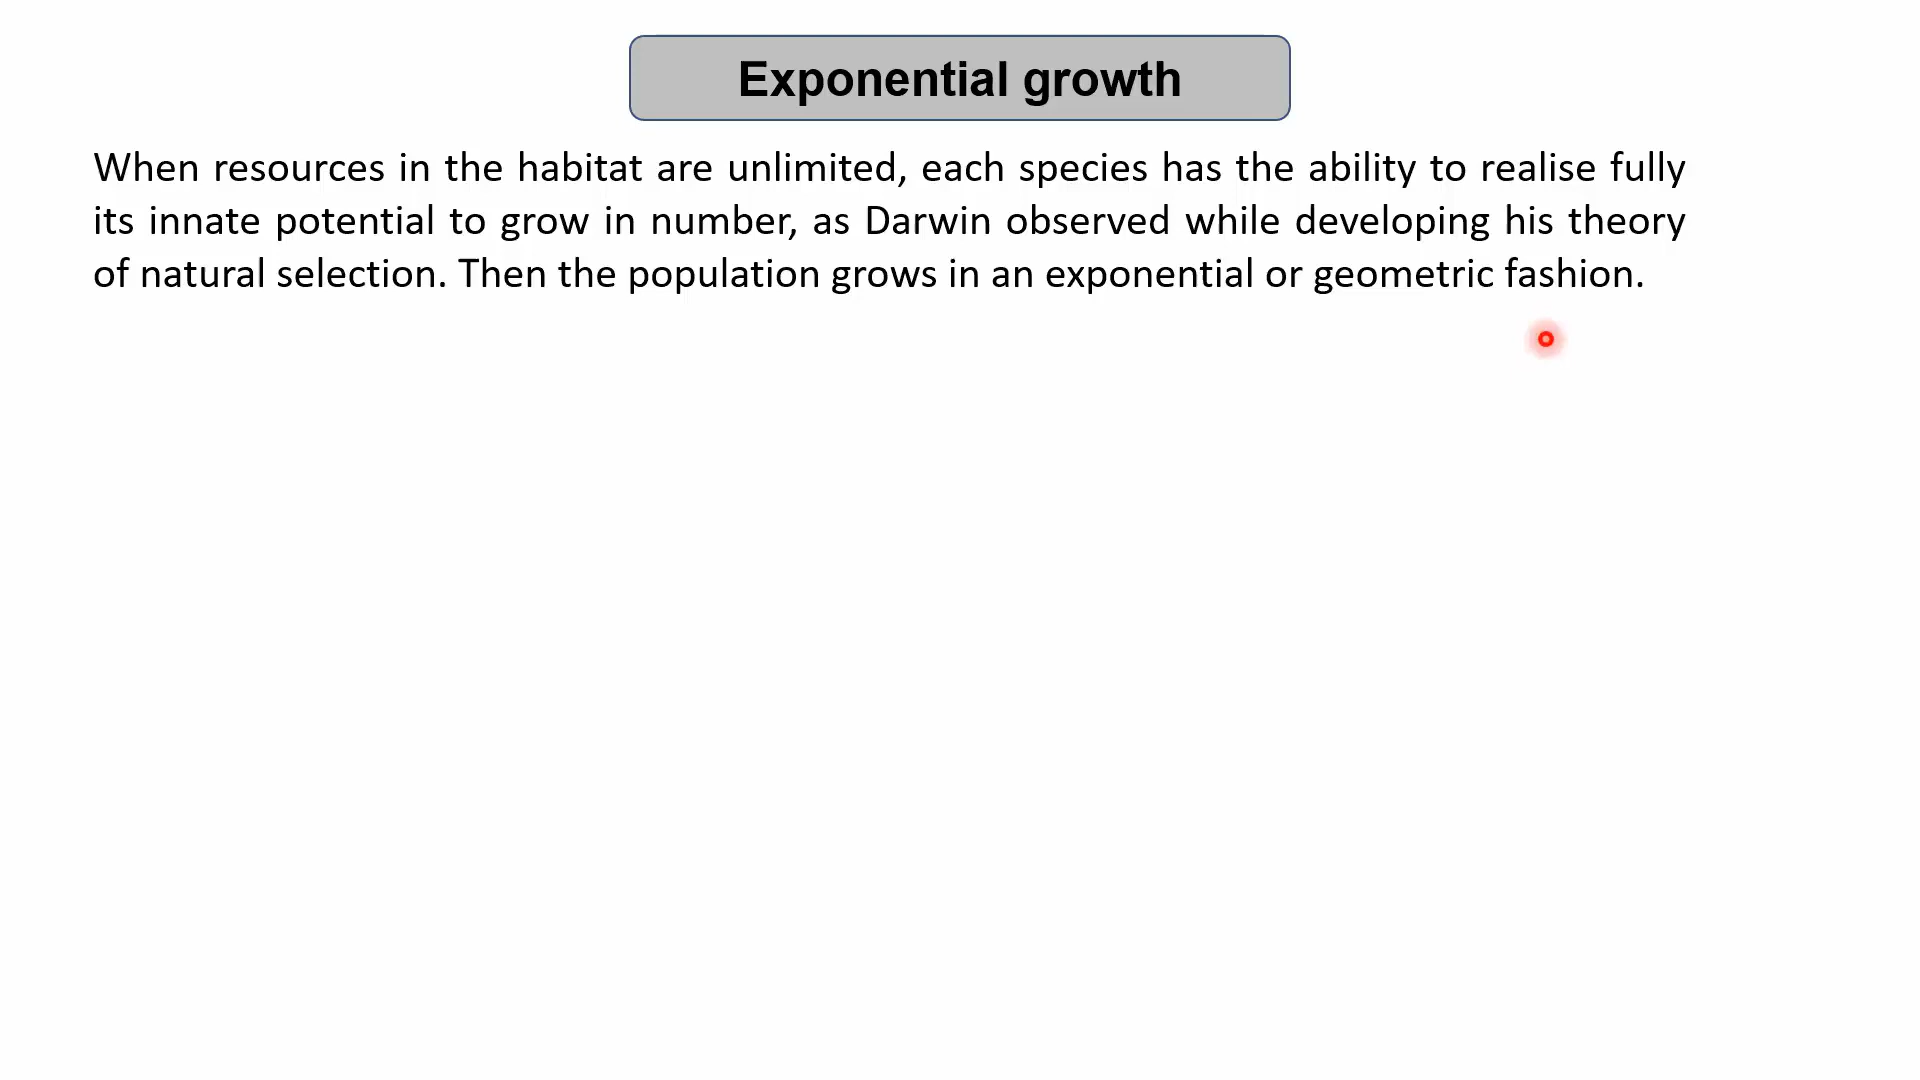 Exponential growth
When resources in the habitat are unlimited, each species has the ability to realise fully
its innate potential to grow in number, as Darwin observed while developing his theory
of natural selection. Then the population grows in an exponential or geometric fashion.